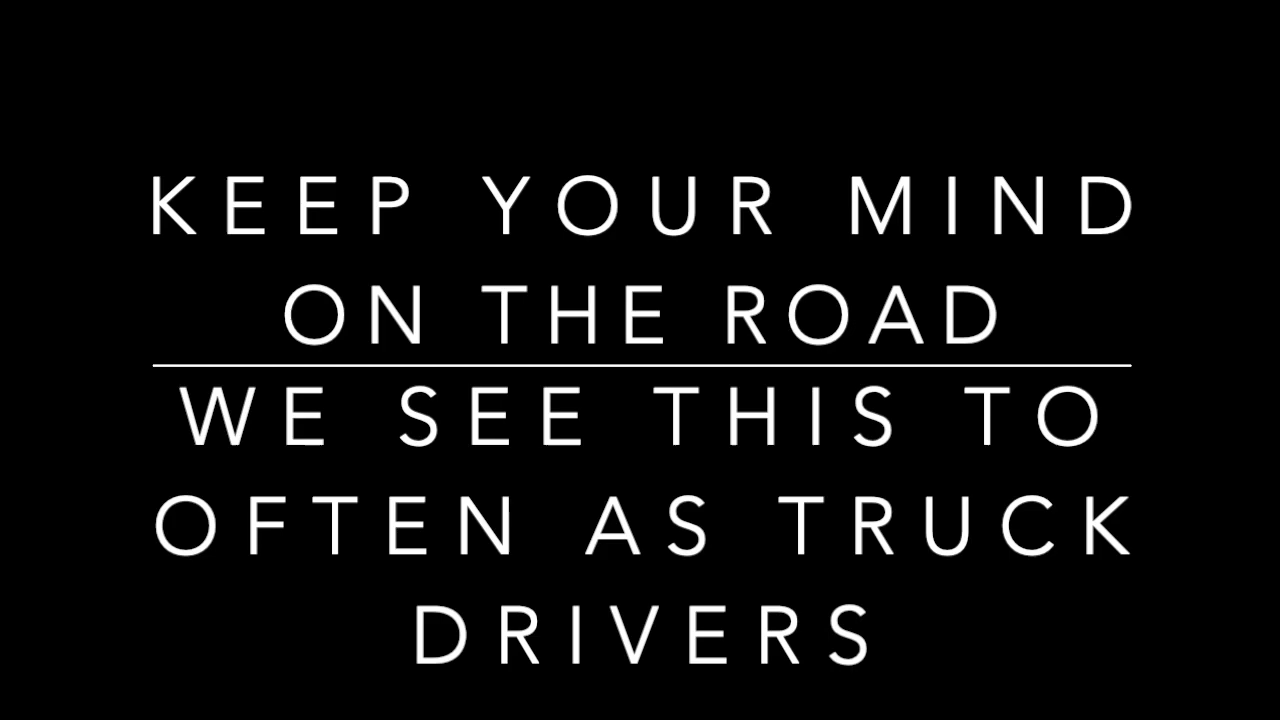 KEEP YOUR MIND
ON THE ROAD
WE SEE THIS TO
OFTEN AS TRUCK
DRIVERS